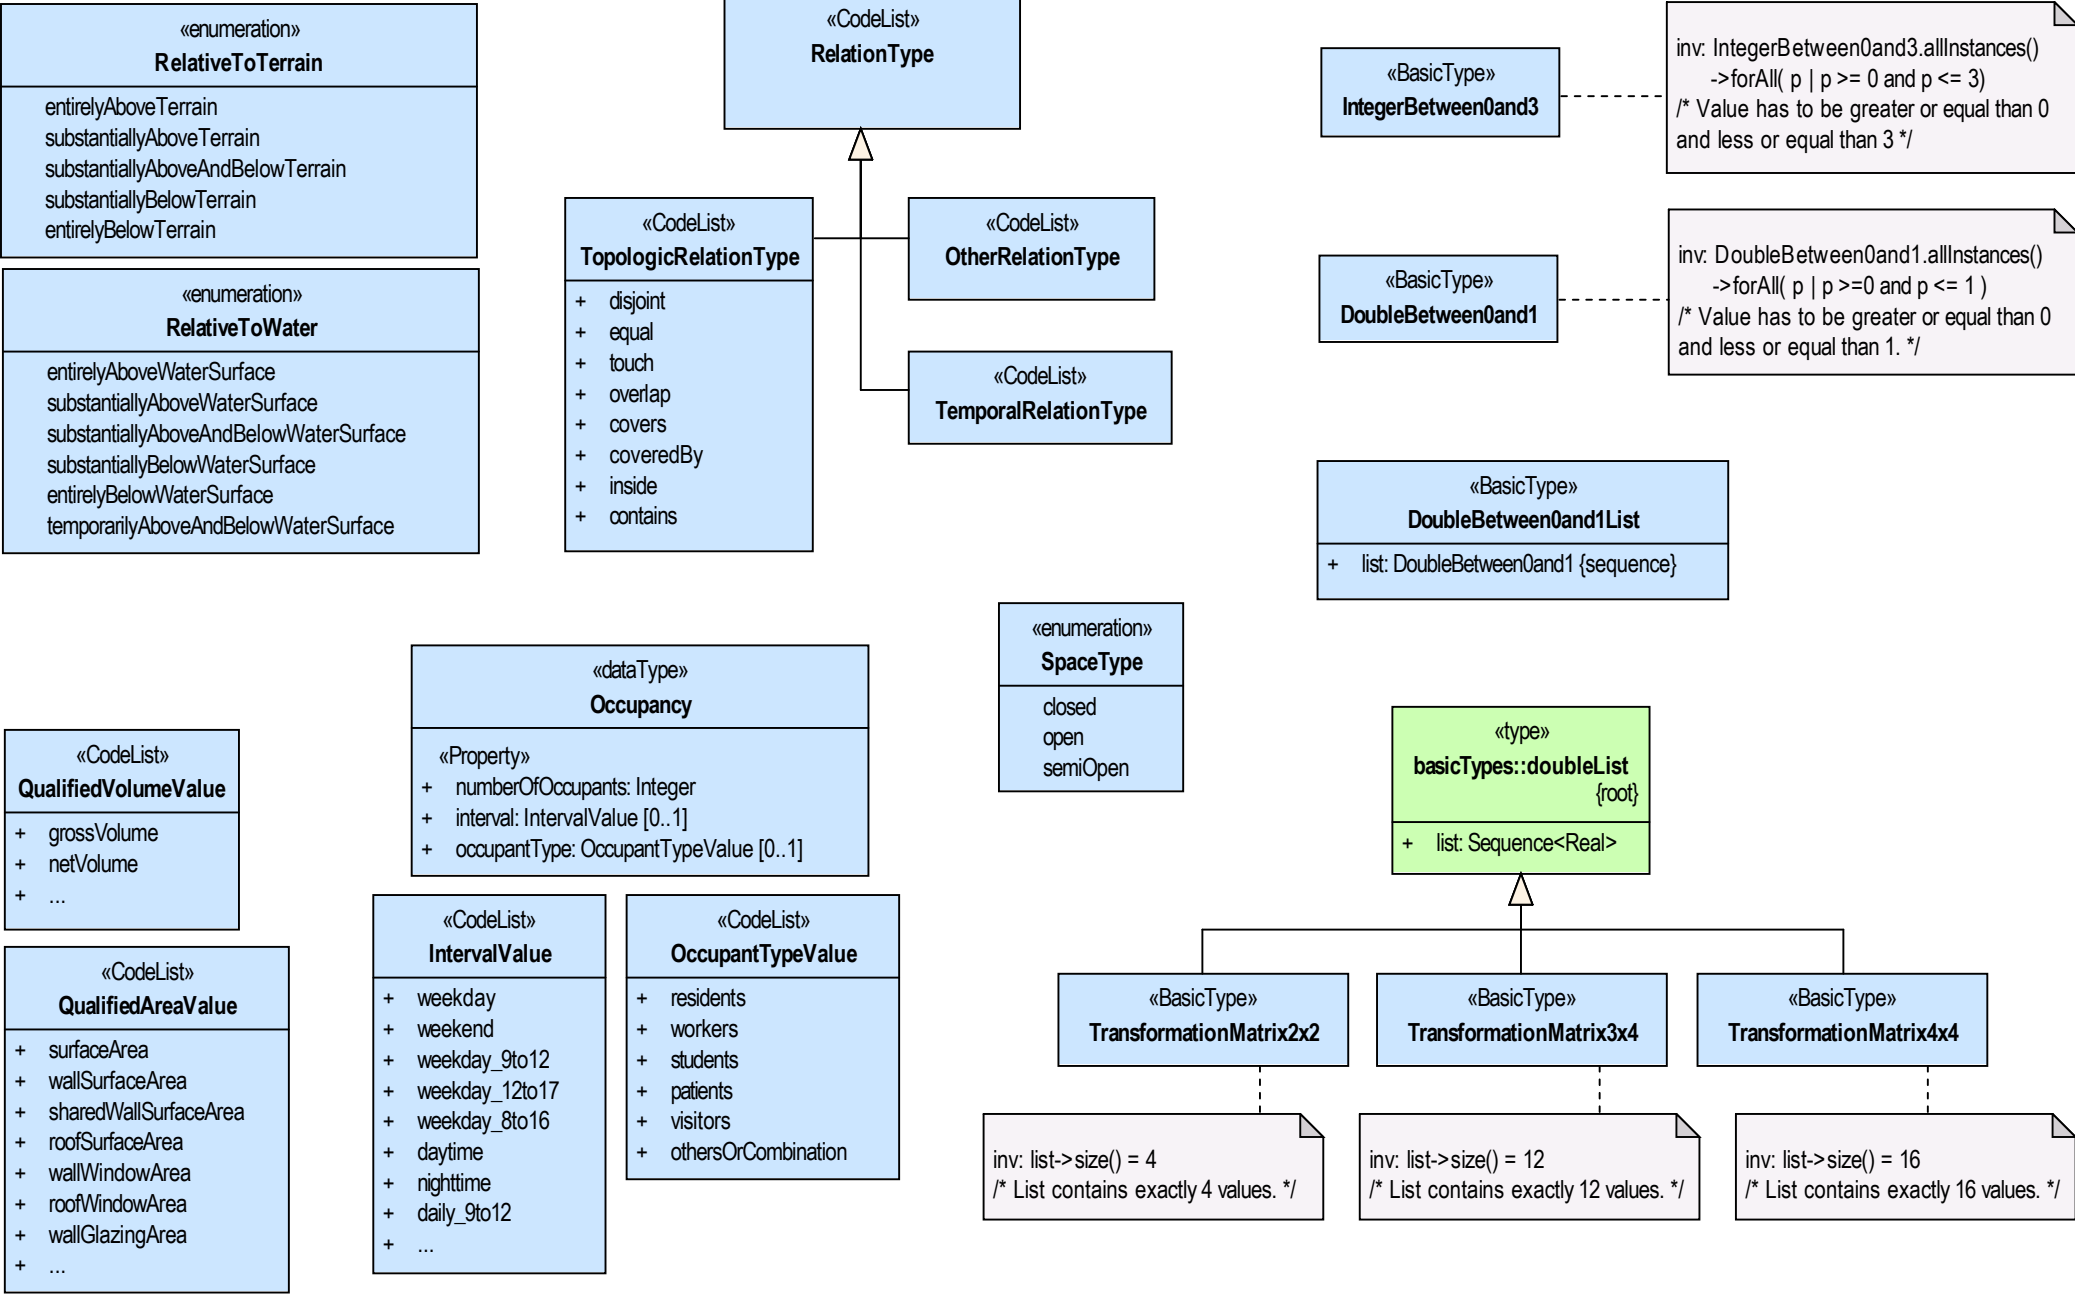 «enumeration»
RelativeToTerrain
entirelyAboveTerrain
substantiallyAboveTerrain
substantiallyAboveAndBelowTerrain
substantiallyBelowTerrain
entirelyBelowTerrain
«enumeration»
RelativeToWater
entirelyAboveWaterSurface
substantiallyAboveWaterSurface
substantiallyAboveAndBelowWaterSurface
substantiallyBelowWaterSurface
entirelyBelowWaterSurface
temporarilyAboveAndBelowWaterSurface
«CodeList»
RelationType
«CodeList»
TopologicRelationType
+ disjoint
+ equal
+ touch
+ overlap
+ covers
+ coveredBy
+ inside
+ contains
«CodeList»
OtherRelationType
«CodeList»
TemporalRelationType
«BasicType»
IntegerBetween0and3
inv: IntegerBetween0and3.allInstances()
->forAll( p | p >= 0 and p <= 3)
/* Value has to be greater or equal than 0
and less or equal than 3 */
«BasicType»
DoubleBetween0and1
inv: DoubleBetween0and1.allInstances()
->forAll( p | p >=0 and p <= 1 )
/* Value has to be greater or equal than 0
and less or equal than 1. */
«BasicType»
DoubleBetween0and1List
+ list: DoubleBetween0and1 {sequence}
«enumeration»
SpaceType
closed
open
semiOpen
«dataType»
Occupancy
«Property»
+ numberOfOccupants: Integer
+ interval: IntervalValue [0..1]
+ occupantType: OccupantTypeValue [0..1]
«CodeList»
QualifiedVolumeValue
+ grossVolume
+ netVolume
+ ...
«CodeList»
QualifiedAreaValue
+ surfaceArea
+ wallSurfaceArea
+ sharedWallSurfaceArea
+ roofSurfaceArea
+ wallWindowArea
+ roofWindowArea
+ wallGlazingArea
+ ...
«CodeList»
IntervalValue
+ weekday
+ weekend
+ weekday_9to12
+ weekday_12to17
+ weekday_8to16
+ daytime
+ nighttime
+ daily_9to12
+ ...
«CodeList»
OccupantTypeValue
+ residents
+ workers
+ students
+ patients
+ visitors
+ othersOrCombination
«type»
basicTypes::doubleList
{root}
+ list: Sequence<Real>
«BasicType»
TransformationMatrix2x2
«BasicType»
TransformationMatrix3x4
«BasicType»
TransformationMatrix4x4
inv: list->size() = 4
/* List contains exactly 4 values. */
inv: list->size() = 12
/* List contains exactly 12 values. */
inv: list->size() = 16
/* List contains exactly 16 values. */